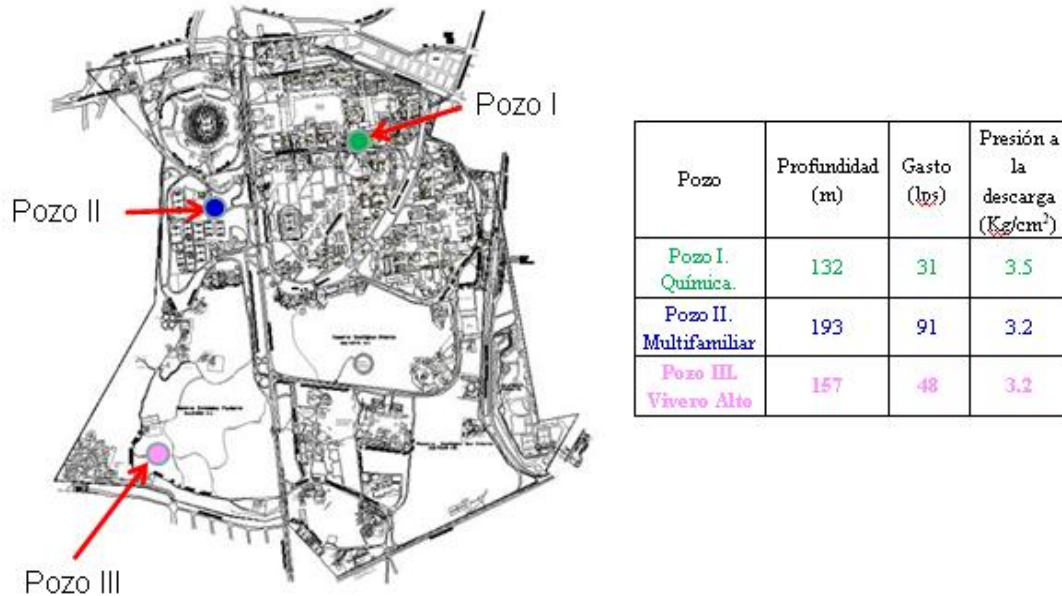 Pozo I
Pozo II
Pozo III
Pozo
Profundidad
(m)
Gasto
(lps)
Presión a
la
descarga
(Kg/cm²)
Pozo I.
Química.
132
31
3.5
Pozo II.
Multifamiliar
193
91
3.2
Pozo III.
Vivero Alto
157
48
3.2